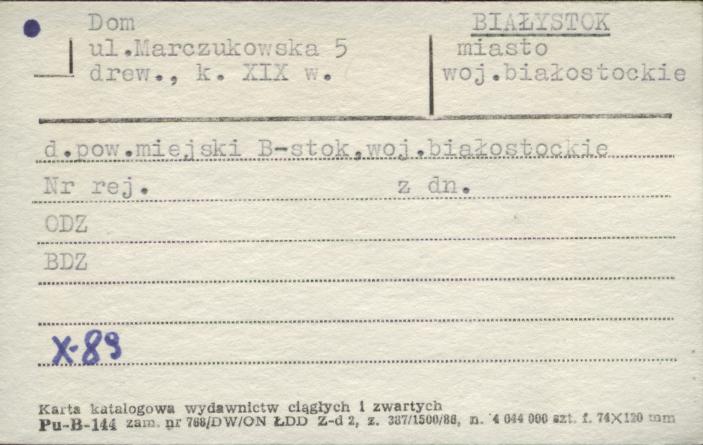 Dom
ul.Marczukowska 5
drew., k. XIX w.
BIAŁYSTOK
miasto
woj.białostockie
d.pow.miejski B-stok,woj.białostockie
Nr rej. z dn.
ODZ
BDZ
X-89
Karta katalogowa wydawnictw ciągłych i zwartych
Pu-B-144 zam. nr 768/DW/ON ŁDD Z-d 2, z. 387/1500/86, n. 4 044 000 szt. f. 74×120 mm